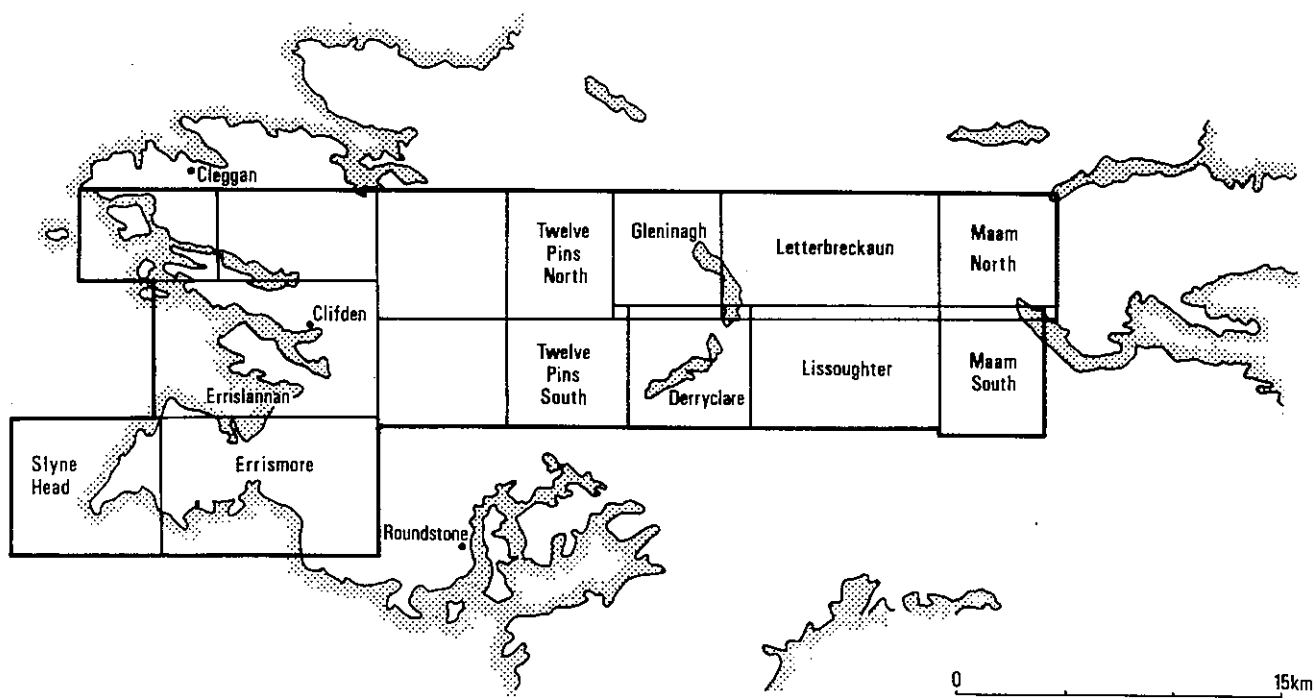 Cleggan
Twelve
Pins
North
Gleninagh
Letterbreckaun
Maam
North
Clifden
Errislannan
Twelve
Pins
South
Derryclare
Lissoughter
Maam
South
Slyne
Head
Errismore
Roundstone
0 15km